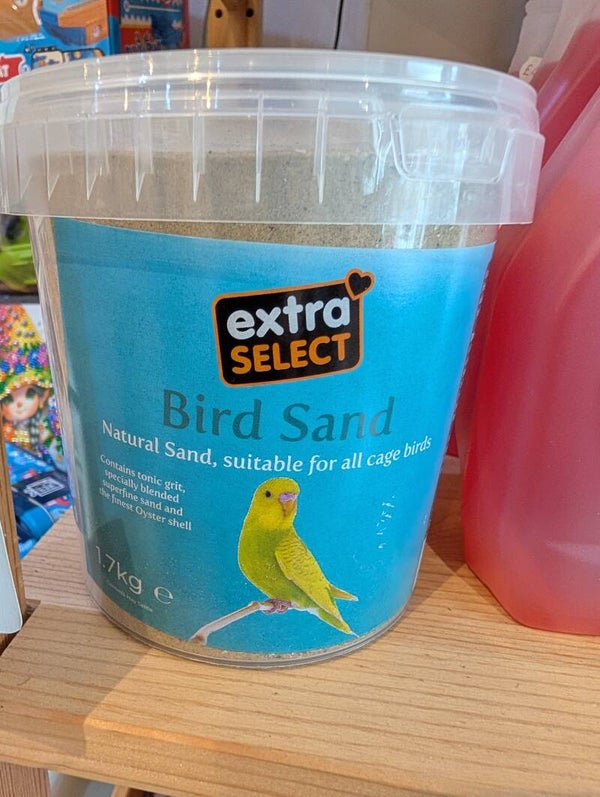 extra
SELECT
Bird Sand
Natural Sand, suitable for all cage birds
Contains tonic grit,
specially blended
superfine sand and
the finest Oyster shell
1.7kg e